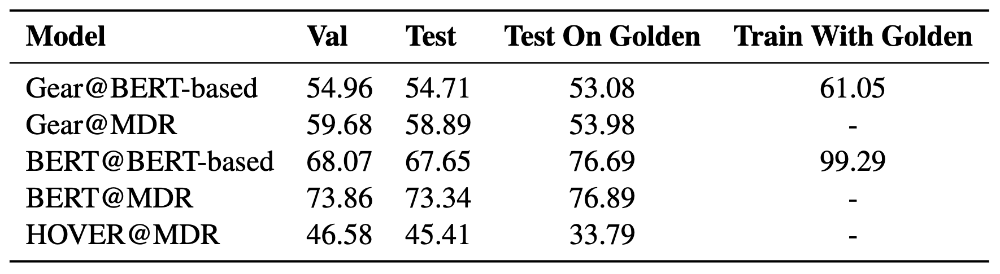 Model Val Test Test On Golden Train With Golden
Gear@BERT-based 54.96 54.71 53.08 61.05
Gear@MDR 59.68 58.89 53.98 -
BERT@BERT-based 68.07 67.65 76.69 99.29
BERT@MDR 73.86 73.34 76.89 -
HOVER@MDR 46.58 45.41 33.79 -